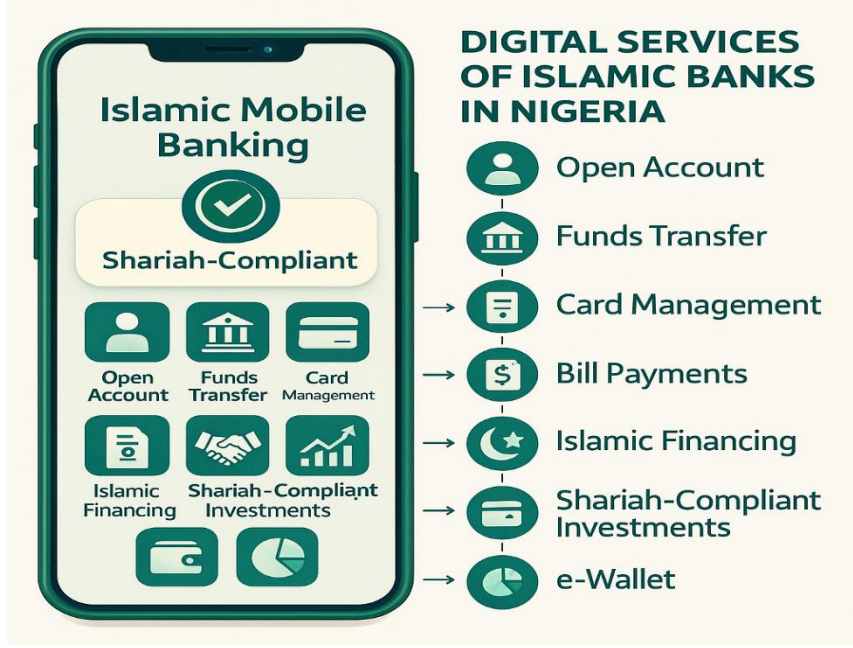 Islamic Mobile
Banking
Shariah-Compliant
Open
Account
Funds
Transfer
Card
Management
Islamic
Financing
Shariah-Compliant
Investments
DIGITAL SERVICES
OF ISLAMIC BANKS
IN NIGERIA
Open Account
Funds Transfer
Card Management
$
Bill Payments
Islamic Financing
Shariah-Compliant
Investments
e-Wallet